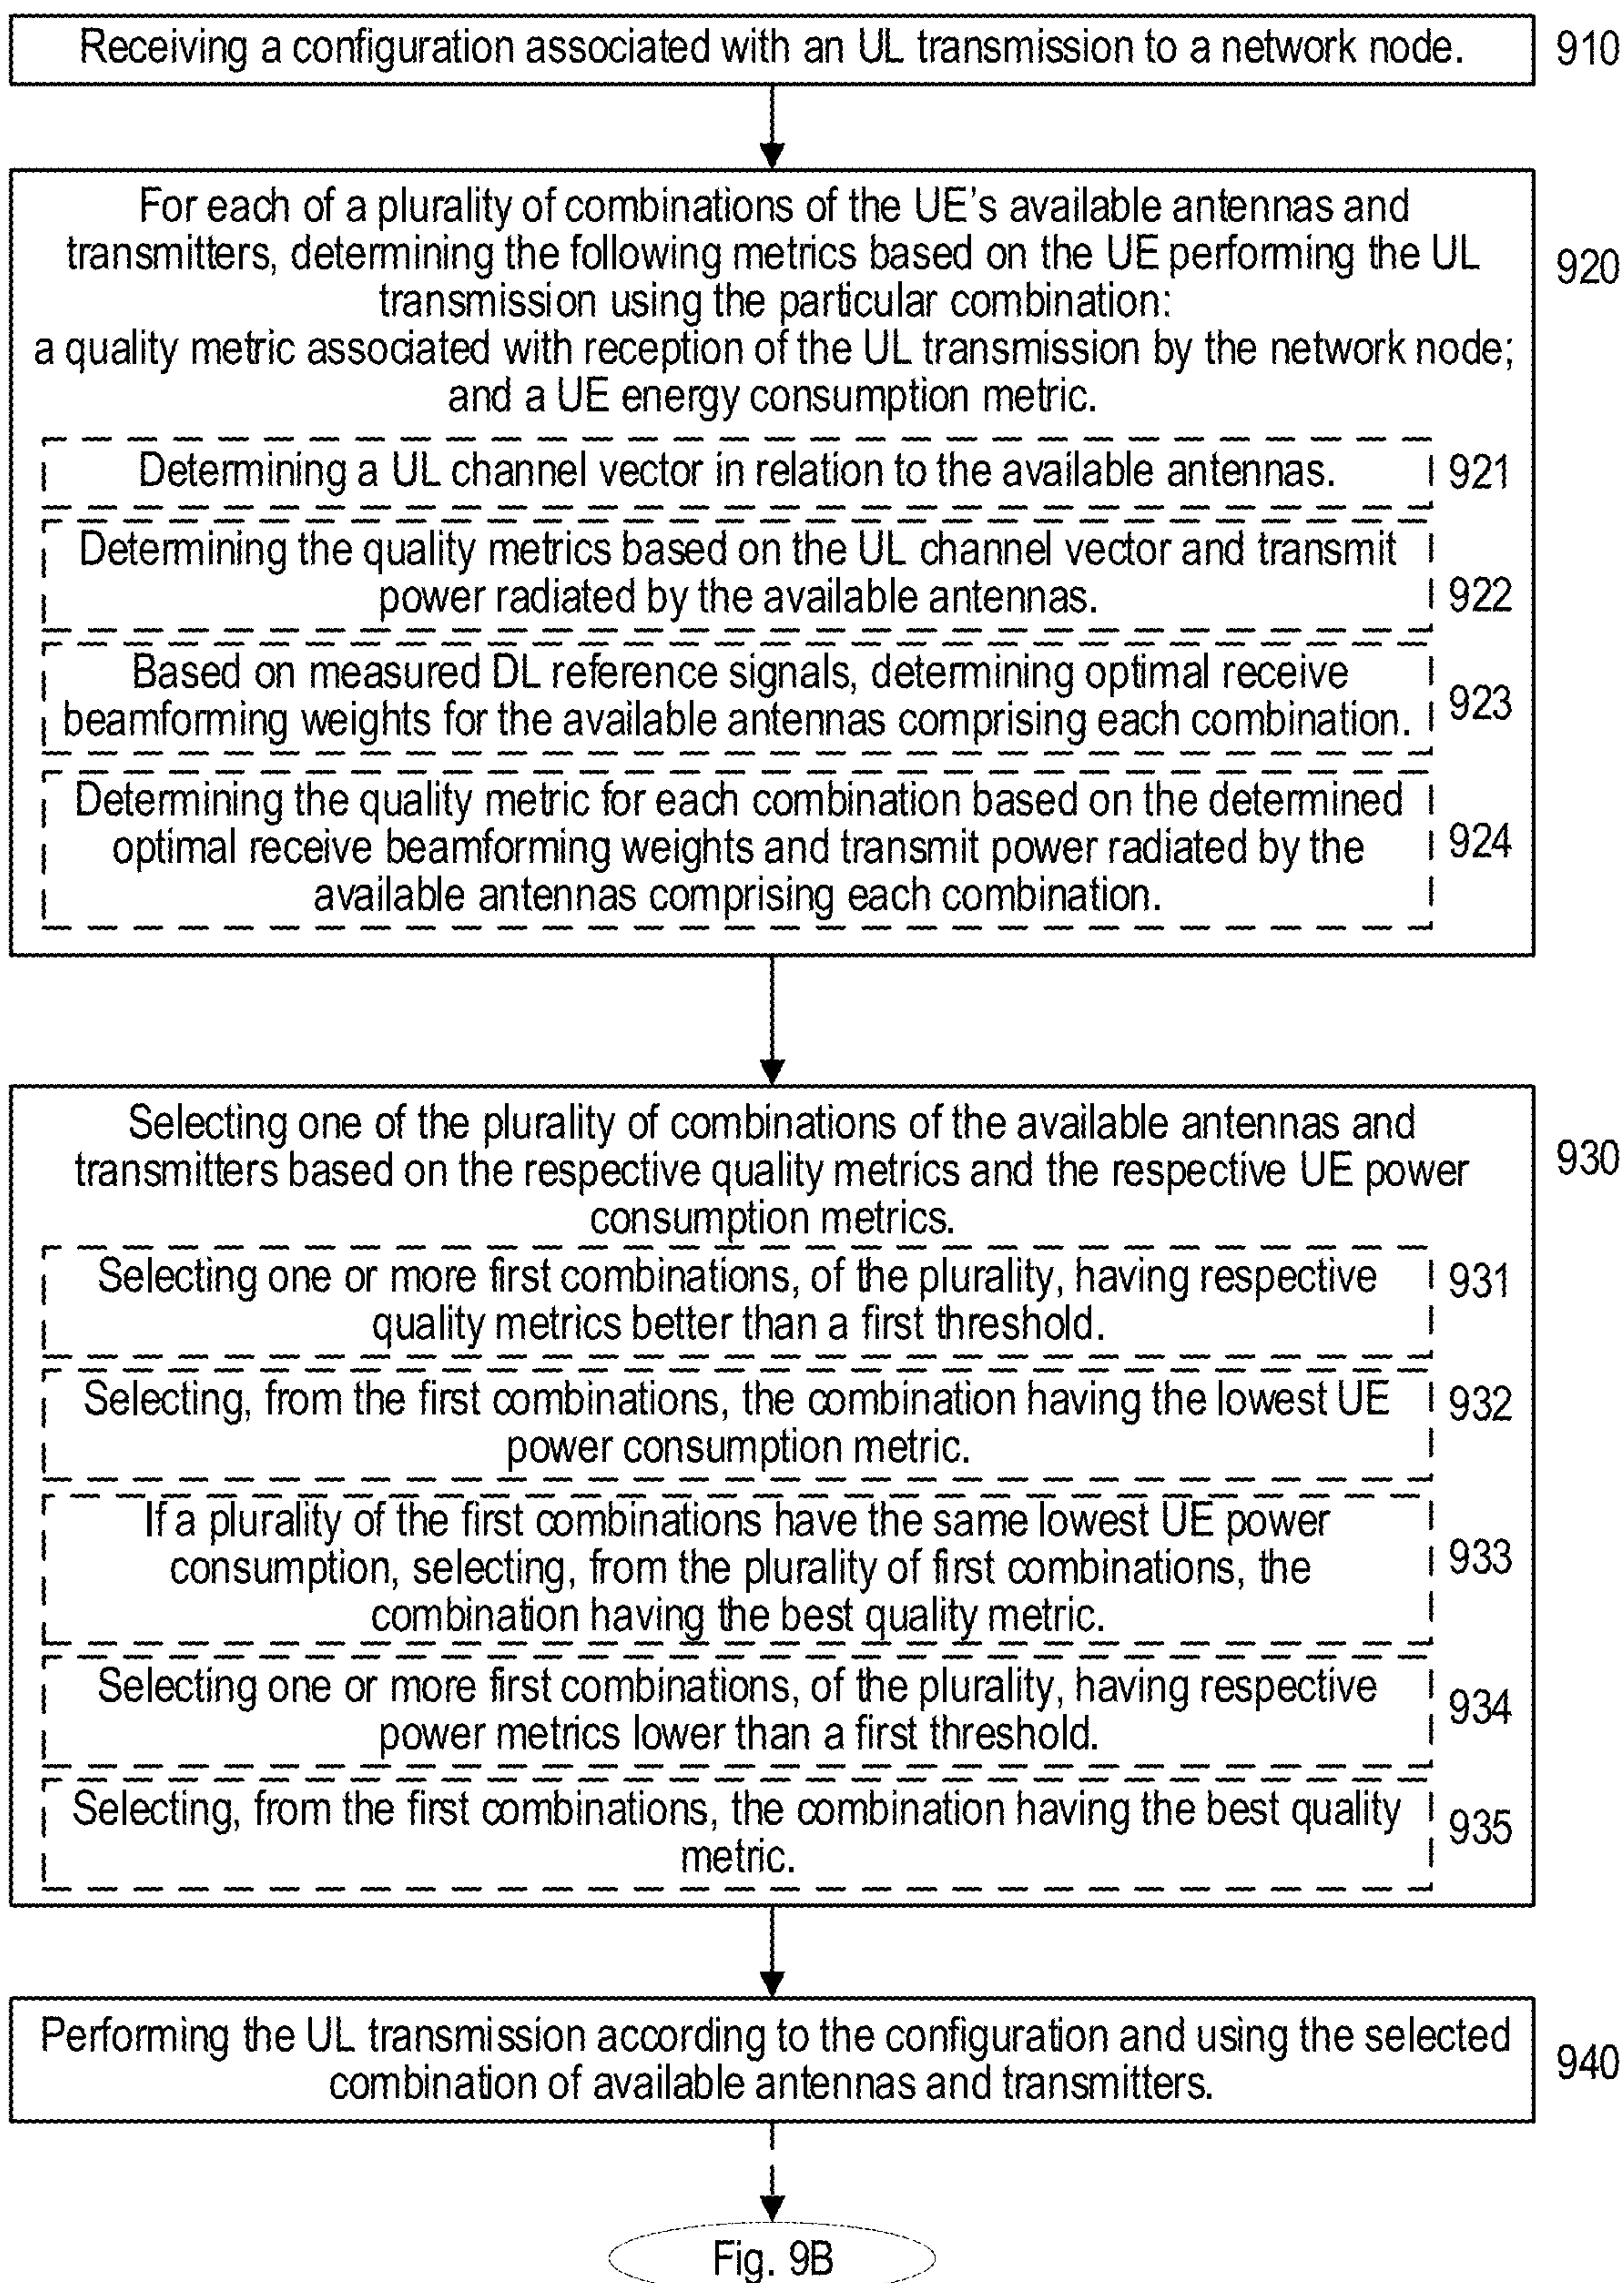 Receiving a configuration associated with an UL transmission to a network node.
910
For each of a plurality of combinations of the UE's available antennas and
transmitters, determining the following metrics based on the UE performing the UL
transmission using the particular combination:
a quality metric associated with reception of the UL transmission by the network node;
and a UE energy consumption metric.
920
Determining a UL channel vector in relation to the available antennas.
921
Determining the quality metrics based on the UL channel vector and transmit
power radiated by the available antennas.
922
Based on measured DL reference signals, determining optimal receive
beamforming weights for the available antennas comprising each combination.
923
Determining the quality metric for each combination based on the determined
optimal receive beamforming weights and transmit power radiated by the
available antennas comprising each combination.
924
Selecting one of the plurality of combinations of the available antennas and
transmitters based on the respective quality metrics and the respective UE power
consumption metrics.
930
Selecting one or more first combinations, of the plurality, having respective
quality metrics better than a first threshold.
931
Selecting, from the first combinations, the combination having the lowest UE
power consumption metric.
932
If a plurality of the first combinations have the same lowest UE power
consumption, selecting, from the plurality of first combinations, the
combination having the best quality metric.
933
Selecting one or more first combinations, of the plurality, having respective
power metrics lower than a first threshold.
934
Selecting, from the first combinations, the combination having the best quality
metric.
935
Performing the UL transmission according to the configuration and using the selected
combination of available antennas and transmitters.
940
Fig. 9B